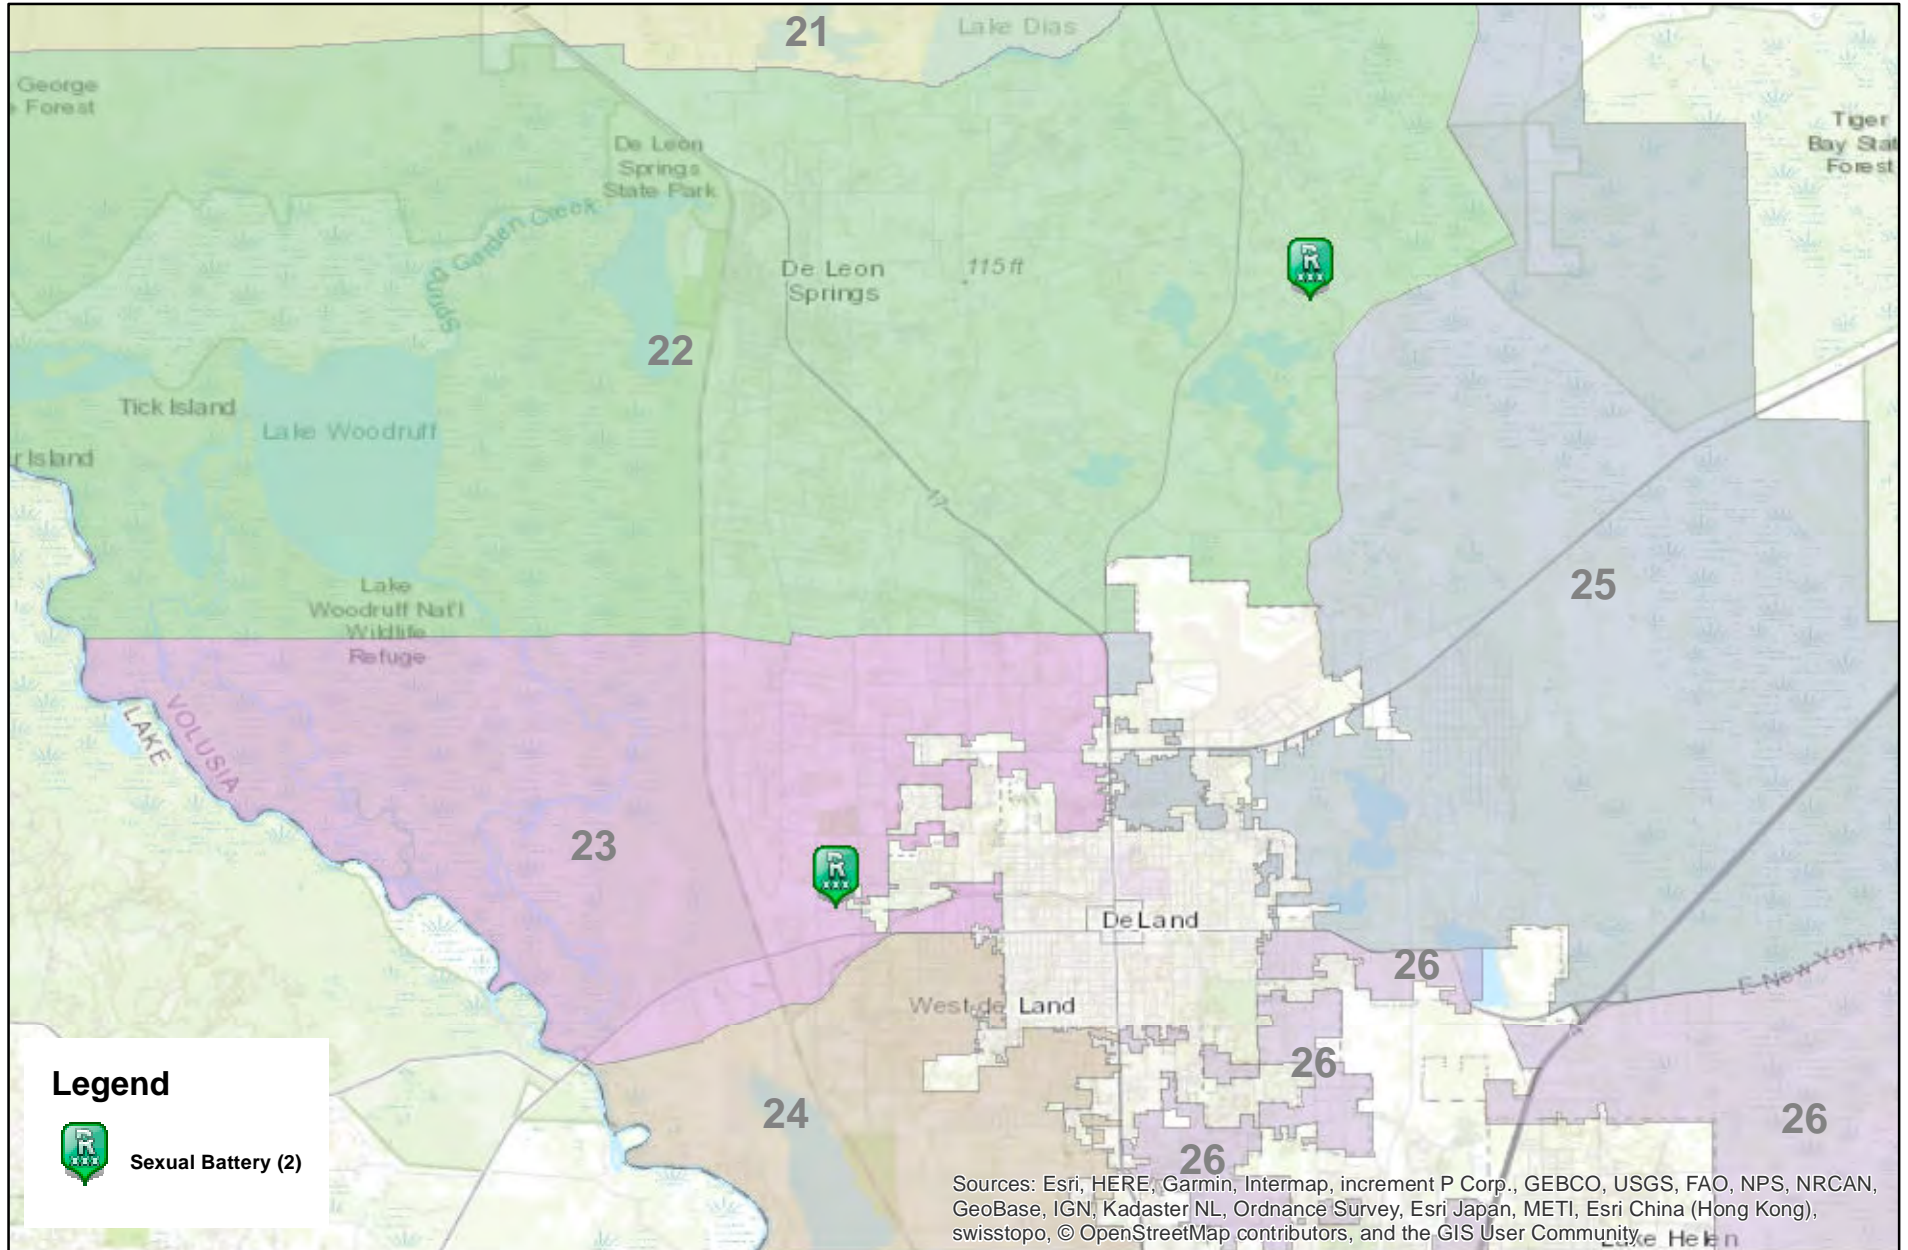 21
Lake Dias
George
Forest
Tiger
Bay Stat
Forest
De Leon
Springs
State Park
Spring Garden Creek
De Leon
Springs
115 ft
22
Tick Island
Lake Woodruff
r Island
17
Lake
Woodruff Nat'l
Wildlife
Refuge
25
VOLUSIA
LAKE
23
DeLand
26
E New York A
West de Land
26
24
26
26
Legend
R
xxx
Sexual Battery (2)
R
xxx
R
xxx
Sources: Esri, HERE, Garmin, Intermap, increment P Corp., GEBCO, USGS, FAO, NPS, NRCAN,
GeoBase, IGN, Kadaster NL, Ordnance Survey, Esri Japan, METI, Esri China (Hong Kong),
swisstopo, © OpenStreetMap contributors, and the GIS User Community
Lake Helen